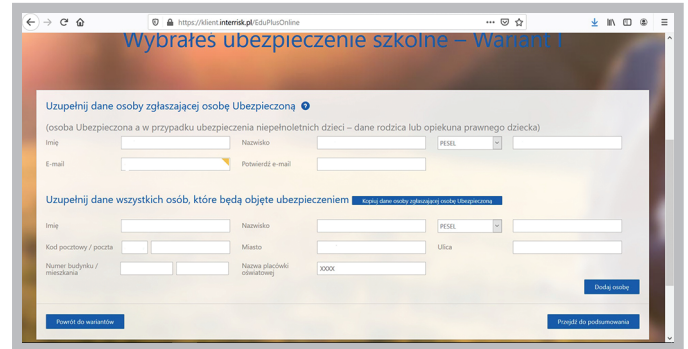 https://klient.interrisk.pl/EduPlusOnline
Wybrałeś ubezpieczenie szkolne – Wariant I
Uzupełnij dane osoby zgłaszającej osobę Ubezpieczoną ?
(osoba Ubezpieczona a w przypadku ubezpieczenia niepełnoletnich dzieci – dane rodzica lub opiekuna prawnego dziecka)
Imię Nazwisko PESEL
E-mail Potwierdź e-mail
Uzupełnij dane wszystkich osób, które będą objęte ubezpieczeniem Kopiuj dane osoby zgłaszającej osobę Ubezpieczoną
Imię Nazwisko PESEL
Kod pocztowy / poczta Miasto Ulica
Numer budynku / mieszkania Nazwa placówki oświatowej XXXX
Dodaj osobę
Powrót do wariantów Przejdź do podsumowania